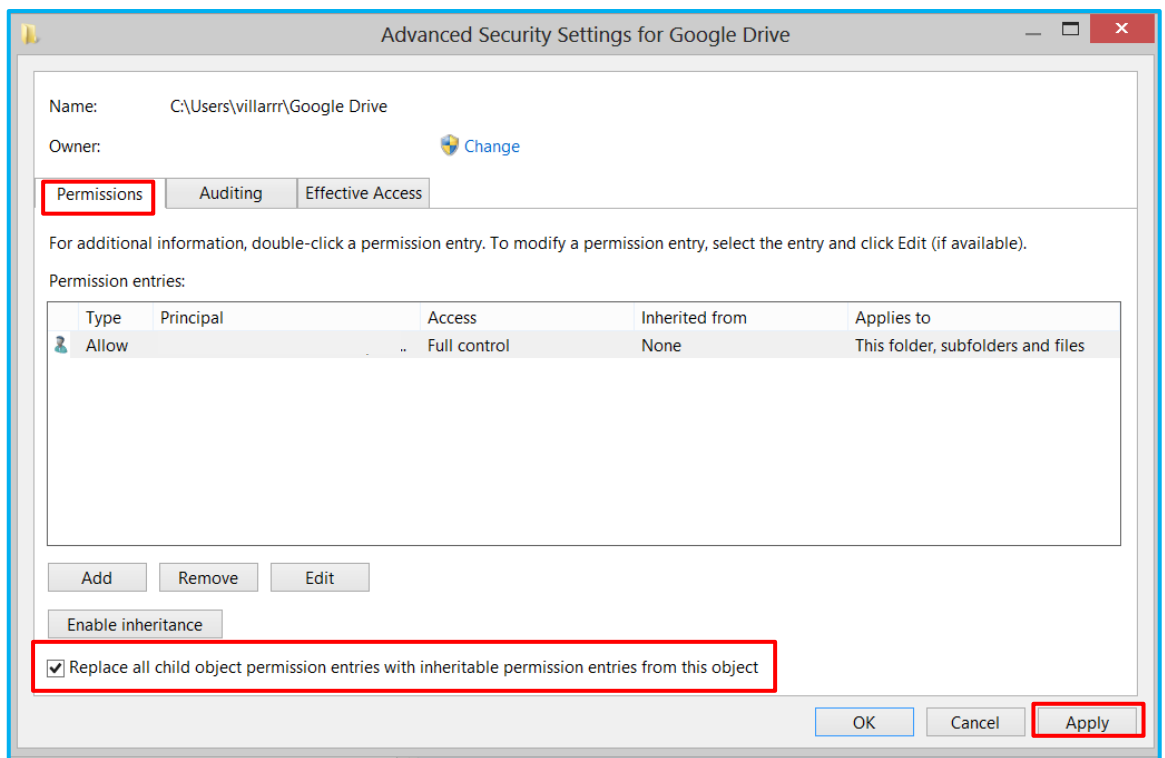 Advanced Security Settings for Google Drive
Name: C:\Users\villarrr\Google Drive
Owner: Change
Permissions Auditing Effective Access
For additional information, double-click a permission entry. To modify a permission entry, select the entry and click Edit (if available).
Permission entries:
Type Principal Access Inherited from Applies to
Allow .. Full control None This folder, subfolders and files
Add Remove Edit
Enable inheritance
Replace all child object permission entries with inheritable permission entries from this object
OK Cancel Apply